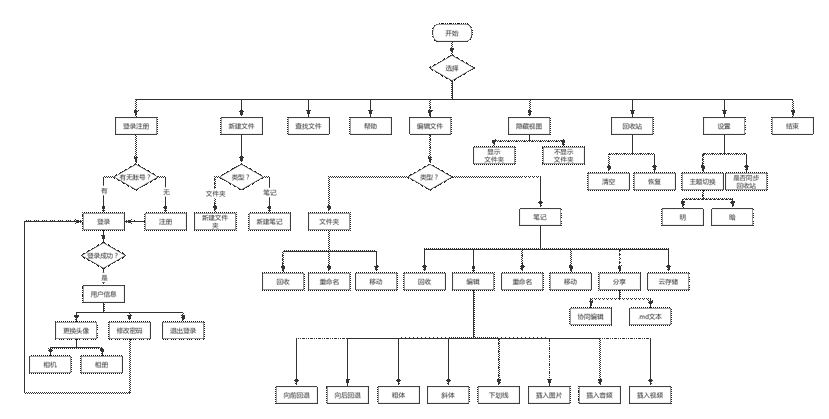 开始
选择
登录注册
新建文件
查找文件
帮助
编辑文件
隐藏视图
回收站
设置
结束
显示
文件夹
不显示
文件夹
有无账号？
类型？
类型？
清空
恢复
主题切换
是否同步
回收站
有
无
文件夹
笔记
登录
注册
新建文件
夹
新建笔记
文件夹
笔记
明
暗
登录成功？
是
回收
重命名
移动
回收
编辑
重命名
移动
分享
云存储
用户信息
协同编辑
.md文本
更换头像
修改密码
退出登录
相机
相册
向前回退
向后回退
粗体
斜体
下划线
插入图片
插入音频
插入视频